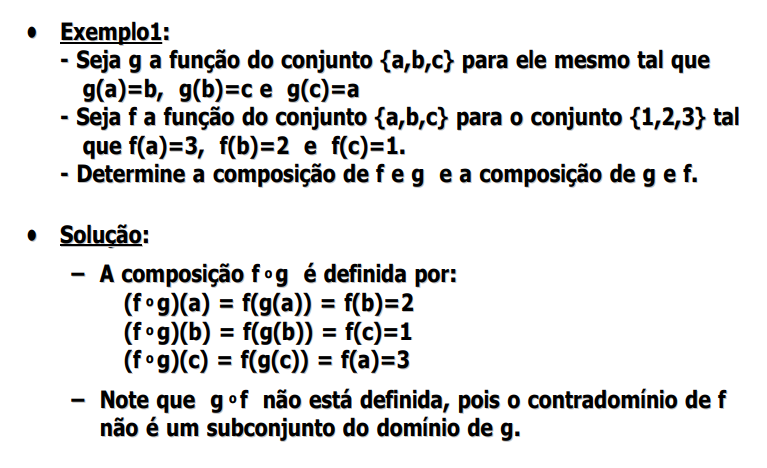 • Exemplo1:
- Seja g a função do conjunto {a,b,c} para ele mesmo tal que
g(a)=b, g(b)=c e g(c)=a
- Seja f a função do conjunto {a,b,c} para o conjunto {1,2,3} tal
que f(a)=3, f(b)=2 e f(c)=1.
- Determine a composição de f e g e a composição de g e f.
• Solução:
– A composição f∘g é definida por:
(f∘g)(a) = f(g(a)) = f(b)=2
(f∘g)(b) = f(g(b)) = f(c)=1
(f∘g)(c) = f(g(c)) = f(a)=3
– Note que g∘f não está definida, pois o contradomínio de f
não é um subconjunto do domínio de g.